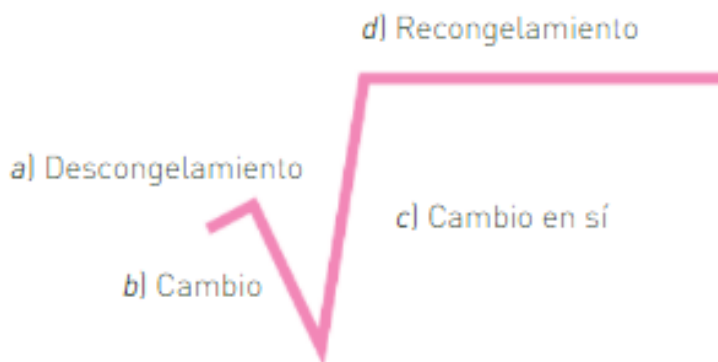 d) Recongelamiento
a) Descongelamiento
c) Cambio en sí
b) Cambio